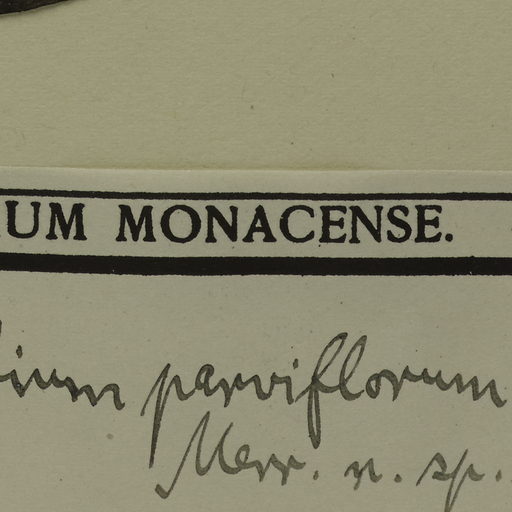 UM MONACENSE.
ium parviflorum
Merr. n. sp.